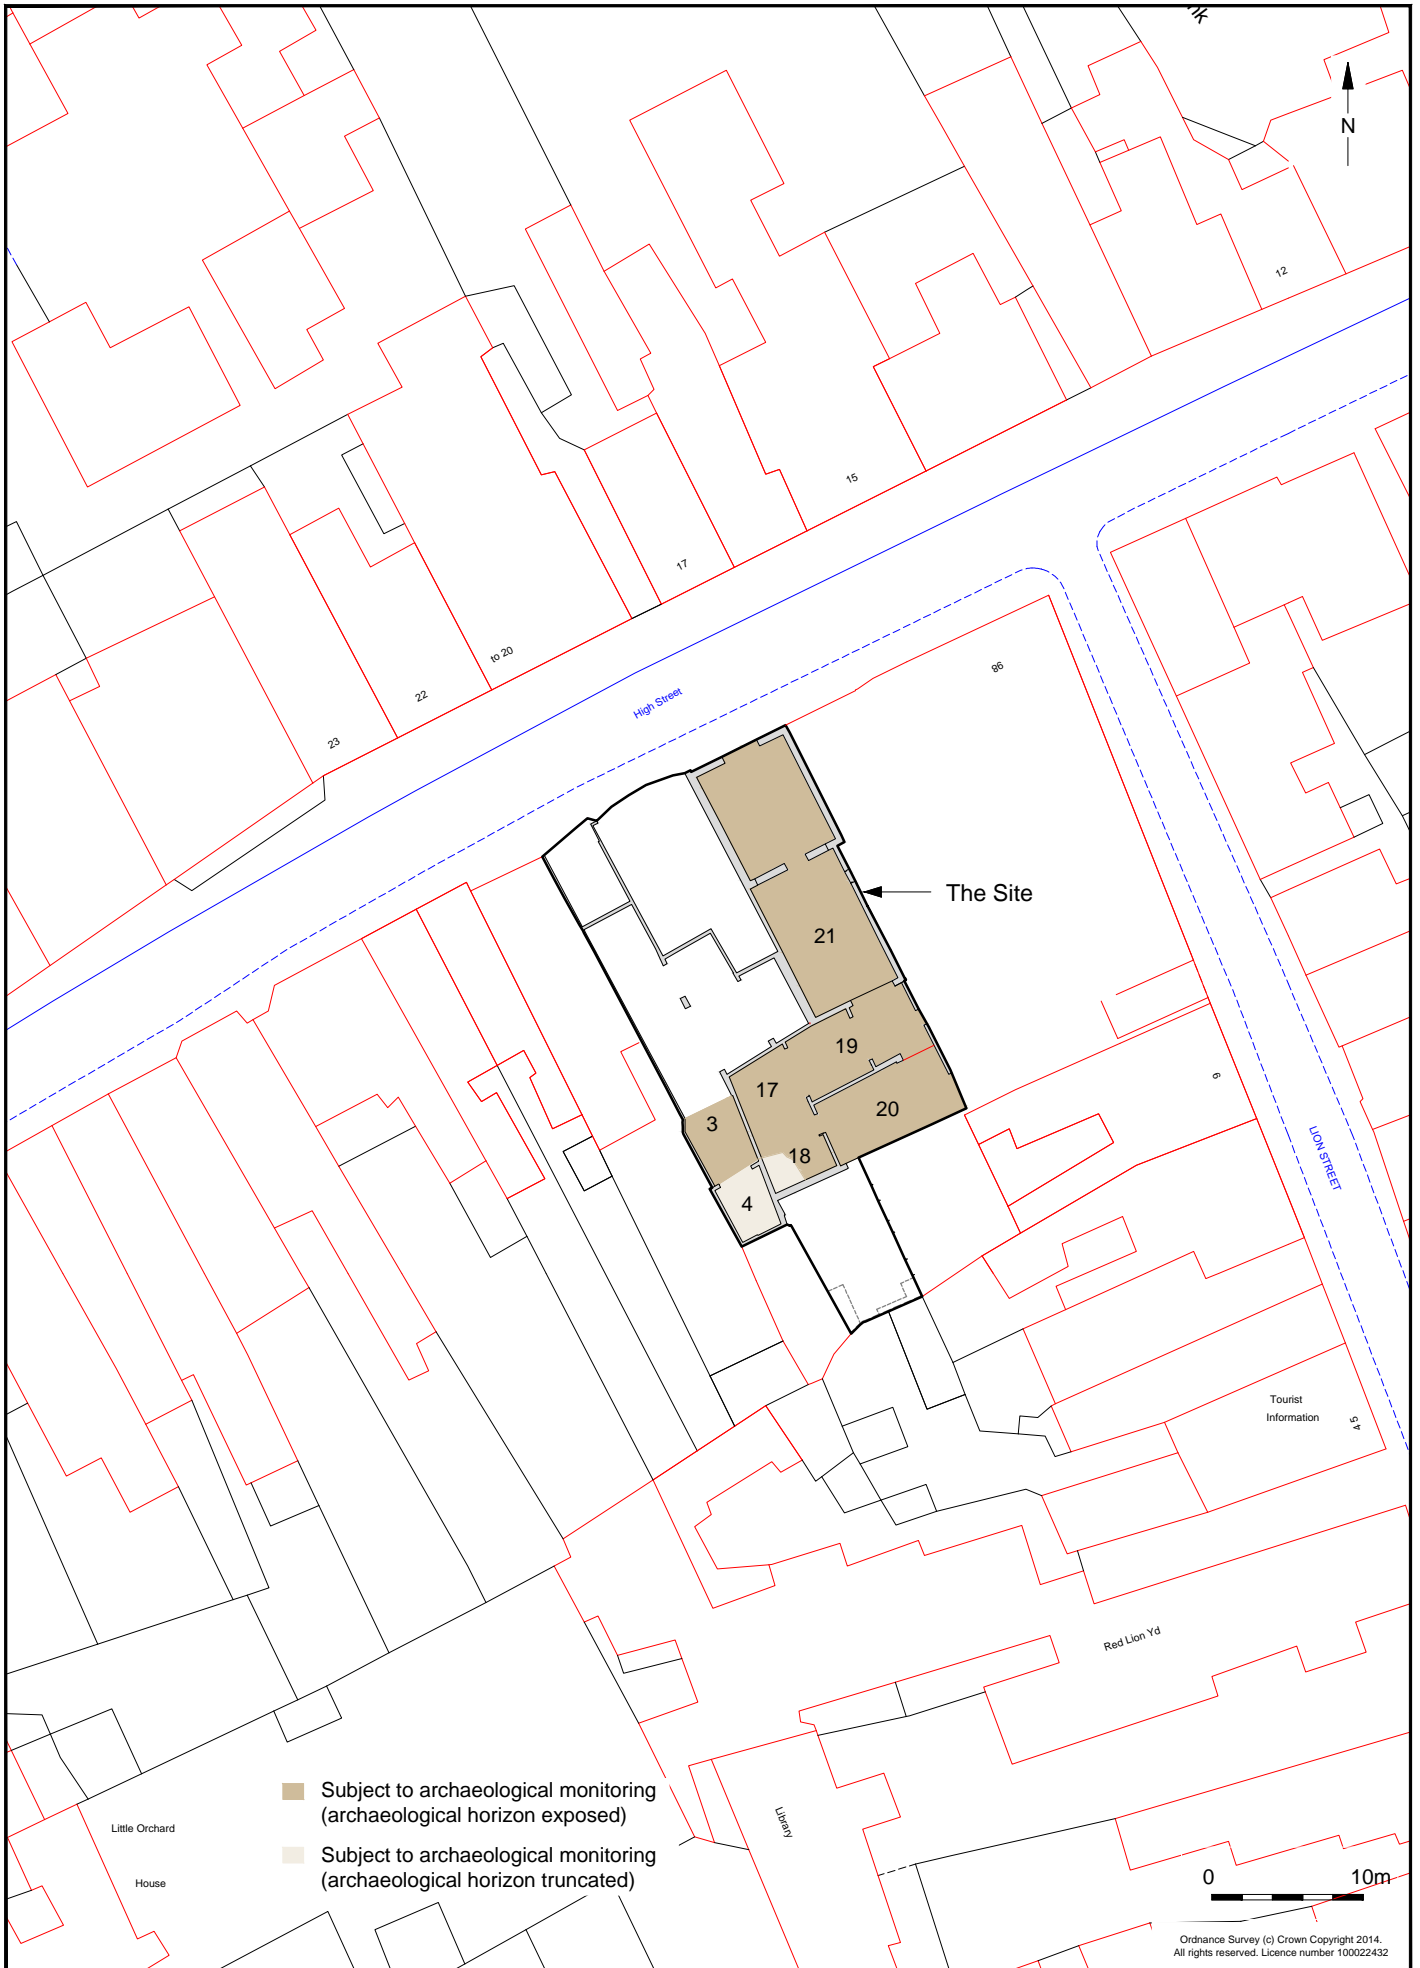 N
12
15
17
to 20
22
23
High Street
86
The Site
21
19
17
20
3
18
4
9
LION STREET
Tourist
Information
45
Red Lion Yd
Library
Subject to archaeological monitoring
(archaeological horizon exposed)
Subject to archaeological monitoring
(archaeological horizon truncated)
Little Orchard
House
0 10m
Ordnance Survey (c) Crown Copyright 2014.
All rights reserved. Licence number 100022432